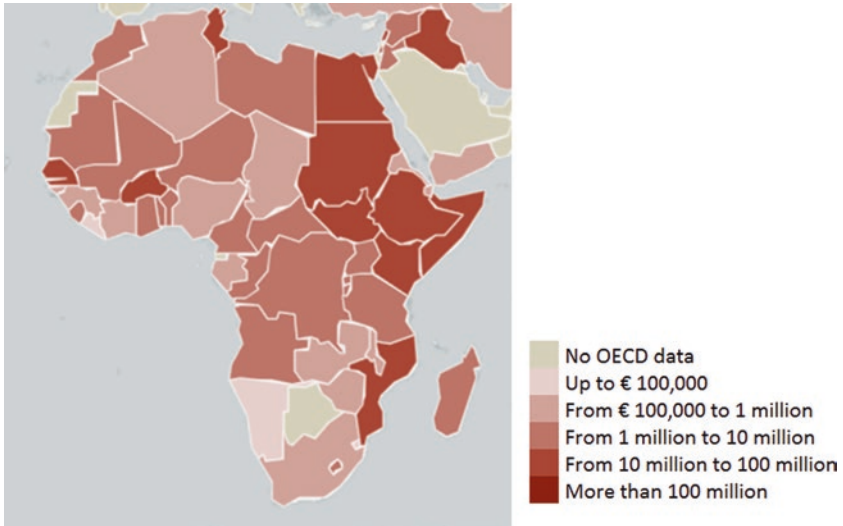 No OECD data
Up to € 100,000
From € 100,000 to 1 million
From 1 million to 10 million
From 10 million to 100 million
More than 100 million